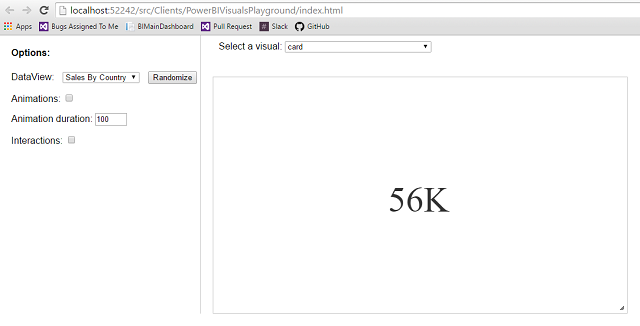 localhost:52242/src/Clients/PowerBIVisualsPlayground/index.html
Apps Bugs Assigned To Me BIMainDashboard Pull Request Slack GitHub
Options:
Select a visual: card
DataView: Sales By Country Randomize
Animations:
Animation duration: 100
Interactions:
56K